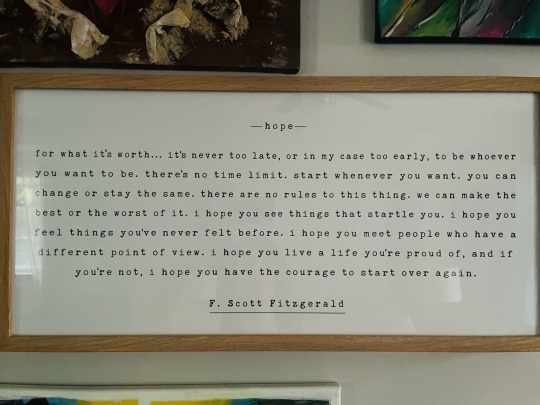 —hope—
for what it's worth... it's never too late, or in my case too early, to be whoever
you want to be. there's no time limit. start whenever you want. you can
change or stay the same. there are no rules to this thing. we can make the
best or the worst of it. i hope you see things that startle you. i hope you
feel things you've never felt before. i hope you meet people who have a
different point of view. i hope you live a life you're proud of, and if
you're not, i hope you have the courage to start over again.
F. Scott Fitzgerald